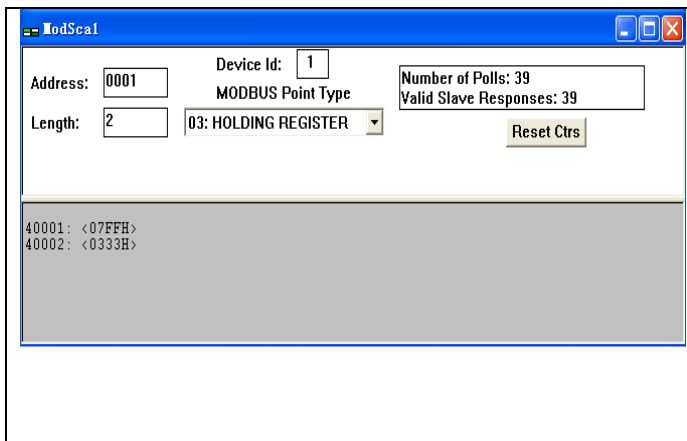 ModSca1
Address: 0001
Device Id: 1
MODBUS Point Type
Length: 2
03: HOLDING REGISTER
Number of Polls: 39
Valid Slave Responses: 39
Reset Ctrs
40001: <07FFH>
40002: <0333H>